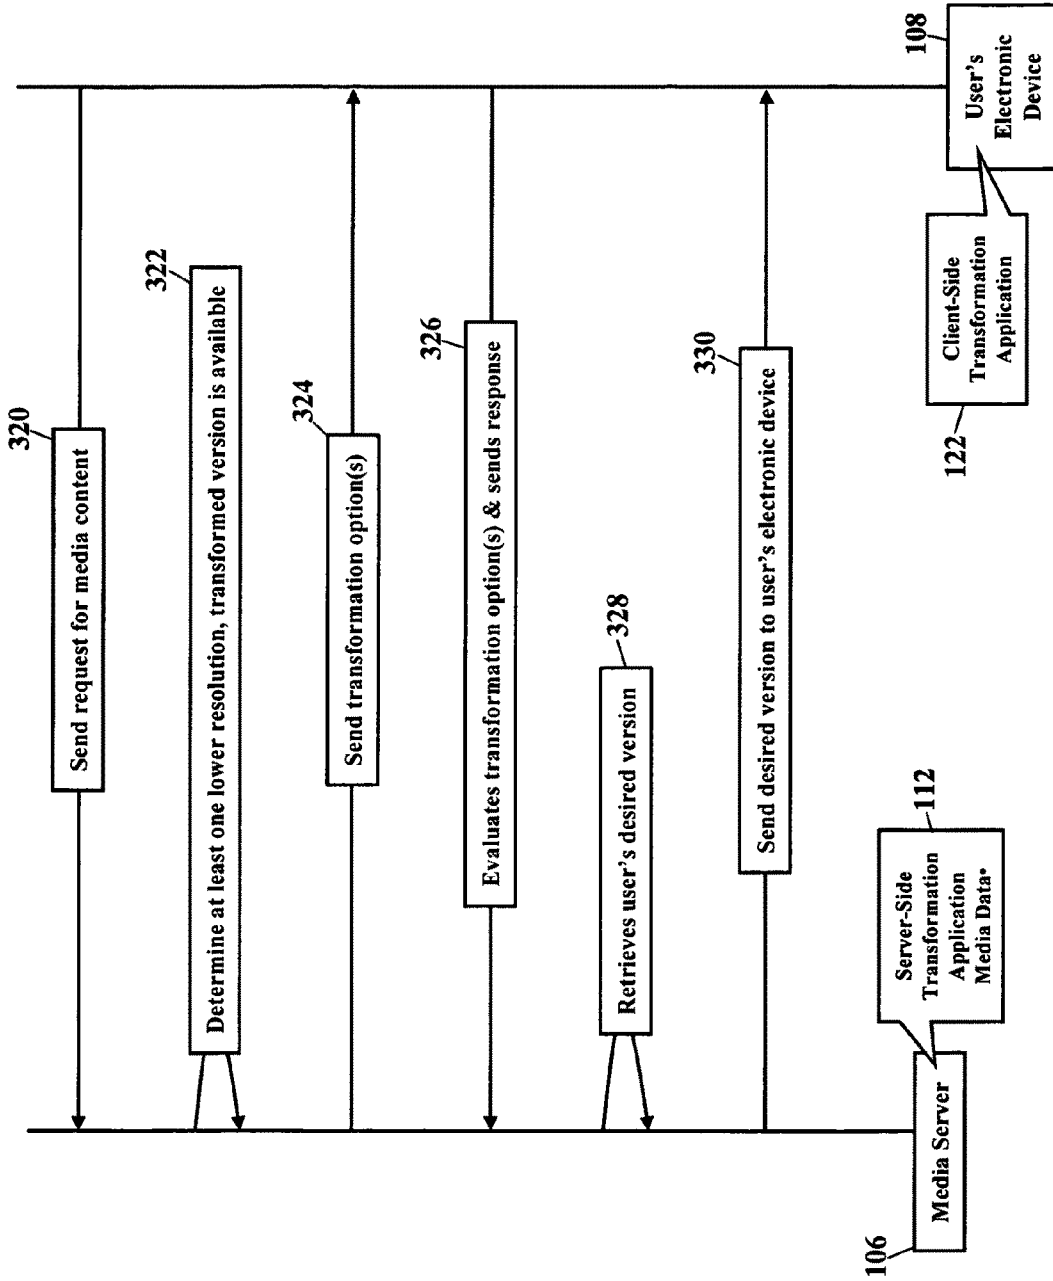 320
Send request for media content
322
Determine at least one lower resolution, transformed version is available
324
Send transformation option(s)
326
Evaluates transformation option(s) & sends response
328
Retrieves user's desired version
330
Send desired version to user's electronic device
106
Media Server
112
Server-Side
Transformation
Application
Media Data•
122
Client-Side
Transformation
Application
108
User's
Electronic
Device